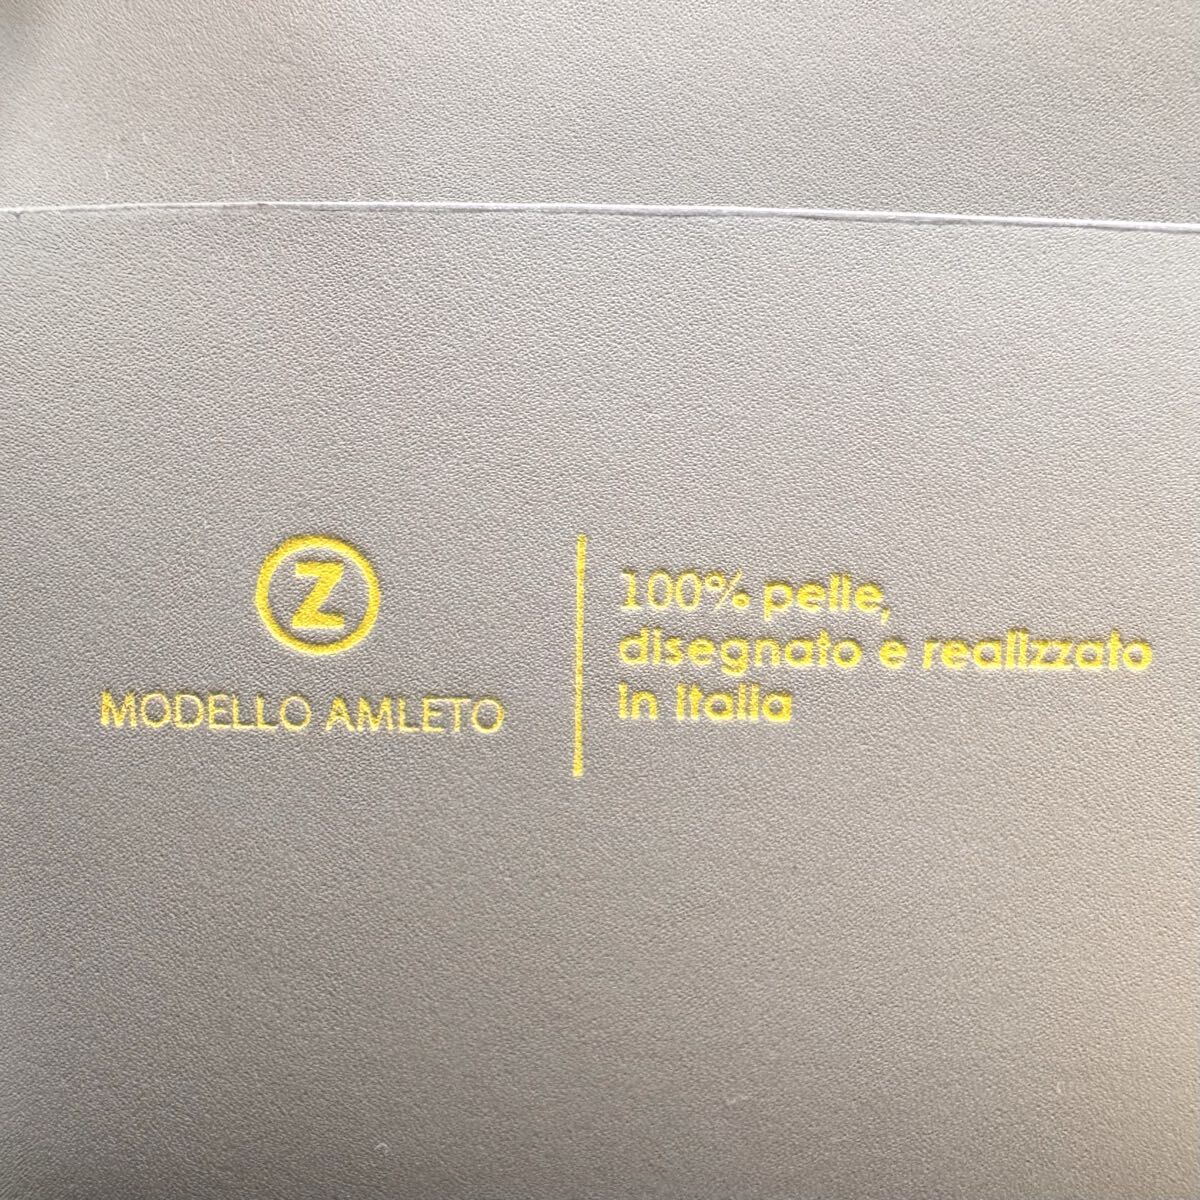 Z
MODELLO AMLETO
100% pelle,
disegnato e realizzato
in Italia